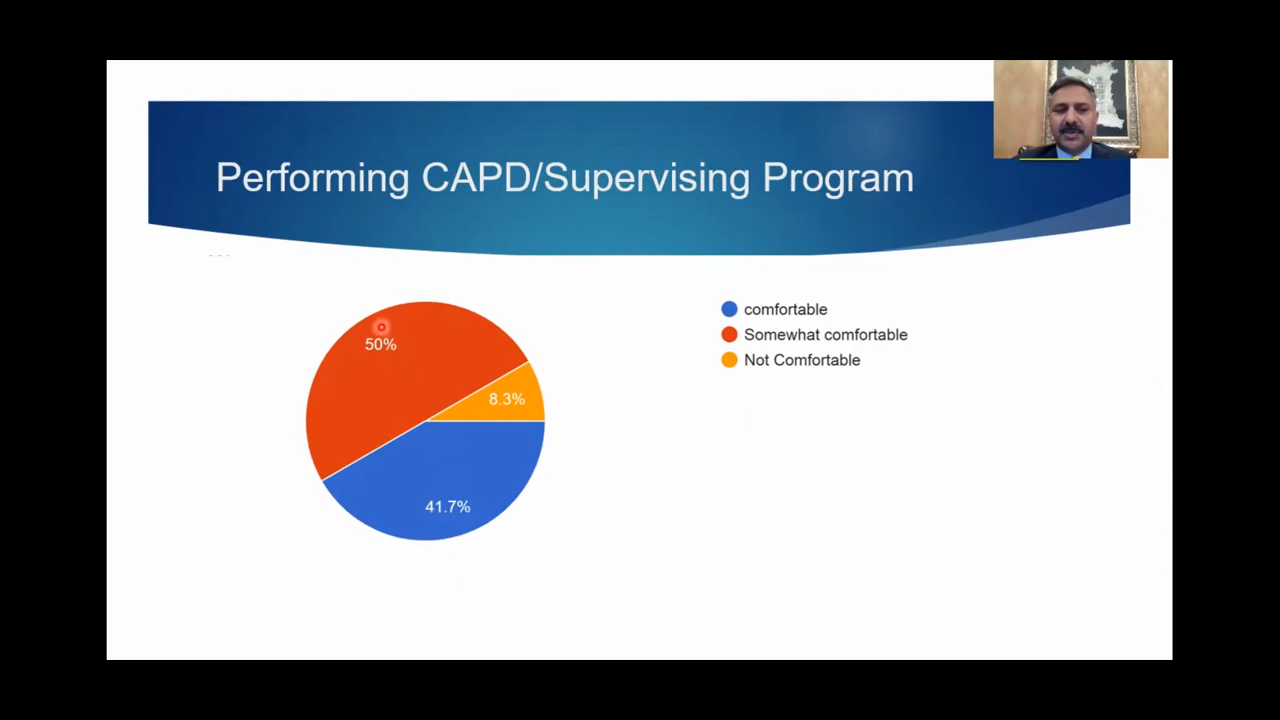 Performing CAPD/Supervising Program
comfortable
Somewhat comfortable
Not Comfortable
50%
8.3%
41.7%